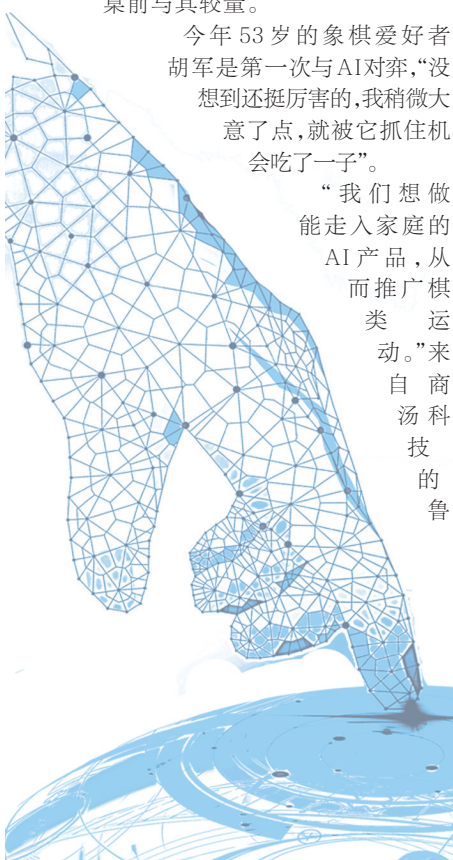 桌前与其较量。
今年53岁的象棋爱好者
胡军是第一次与AI对弈,“没
想到还挺厉害的,我稍微大
意了点,就被它抓住机
会吃了一子”。
“我们想做
能走入家庭的
AI产品,从
而推广棋
类运
动。”来
自商
汤科
技
的
鲁